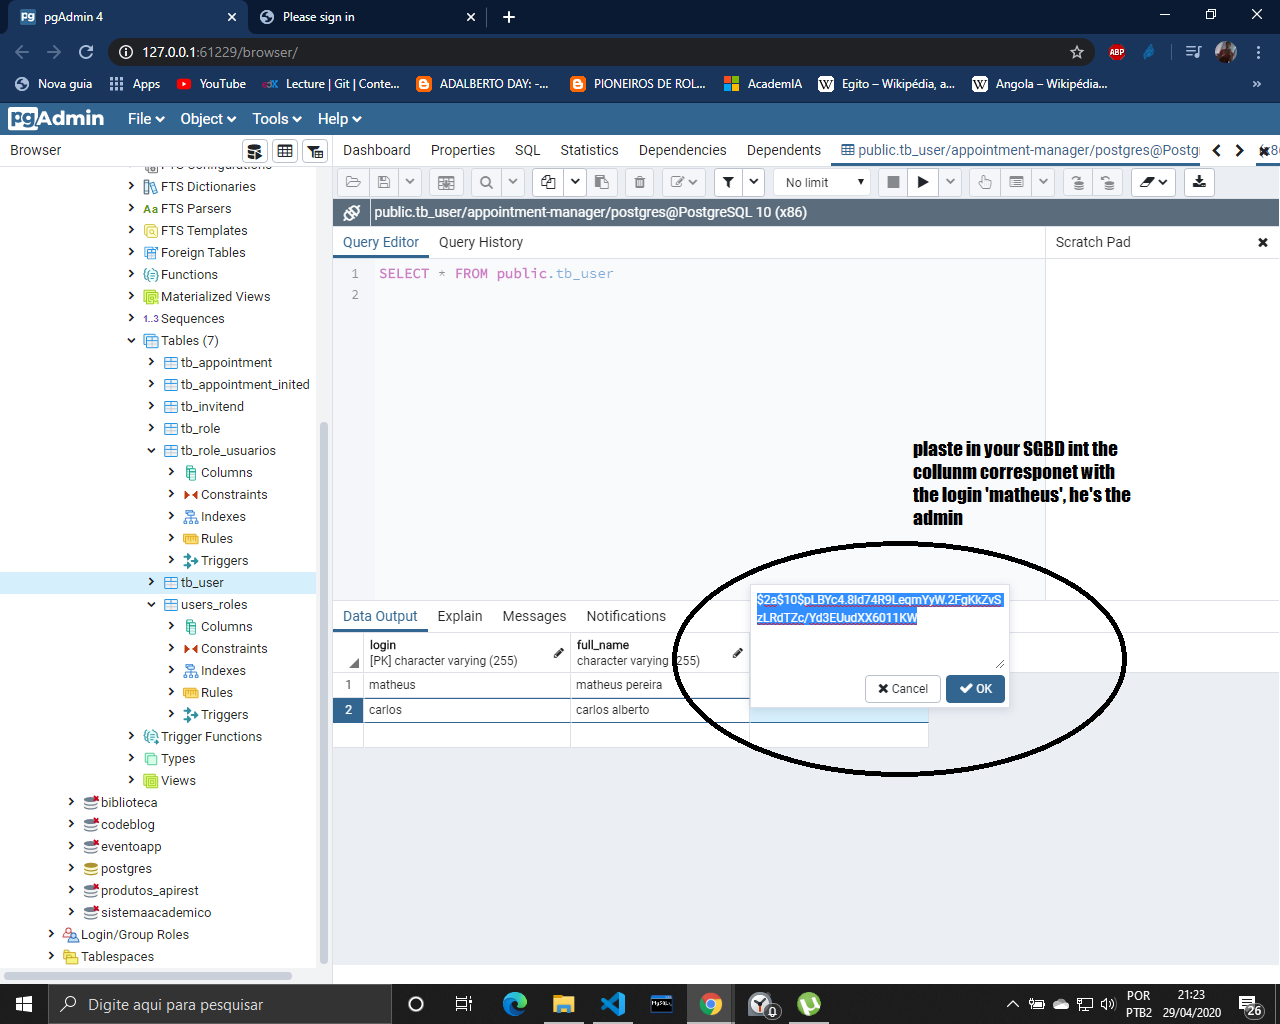 pgAdmin 4
Please sign in
127.0.0.1:61229/browser/
ABP
Nova guia
Apps
YouTube
Lecture | Git | Conte...
ADALBERTO DAY: -...
PIONEIROS DE ROL...
AcademIA
Egito – Wikipédia, a...
Angola – Wikipédia...
»
pgAdmin
File
Object
Tools
Help
Browser
Dashboard
Properties
SQL
Statistics
Dependencies
Dependents
public.tb_user/appointment-manager/postgres@Postg
No limit
public.tb_user/appointment-manager/postgres@PostgreSQL 10 (x86)
Query Editor
Query History
Scratch Pad
1 SELECT * FROM public.tb_user
2
FTS Configurations
FTS Dictionaries
Aa FTS Parsers
FTS Templates
Foreign Tables
Functions
Materialized Views
1..3 Sequences
Tables (7)
tb_appointment
tb_appointment_inited
tb_invitend
tb_role
tb_role_usuarios
Columns
Constraints
Indexes
Rules
Triggers
tb_user
users_roles
Columns
Constraints
Indexes
Rules
Triggers
Trigger Functions
Types
Views
biblioteca
codeblog
eventoapp
postgres
produtos_apirest
sistemaacademico
Login/Group Roles
Tablespaces
plaste in your SGBD int the
collunm corresponet with
the login 'matheus', he's the
admin
Data Output
Explain
Messages
Notifications
login
[PK] character varying (255)
full_name
character varying (255)
1 matheus matheus pereira
2 carlos carlos alberto
$2a$10$pLBYc4.8Id74R9LeqmYyW.2FgKkZvS
zLRdTZc/Yd3EUudXX6011KW
Cancel
OK
Digite aqui para pesquisar
MySQL
POR
PTB2
21:23
29/04/2020
26